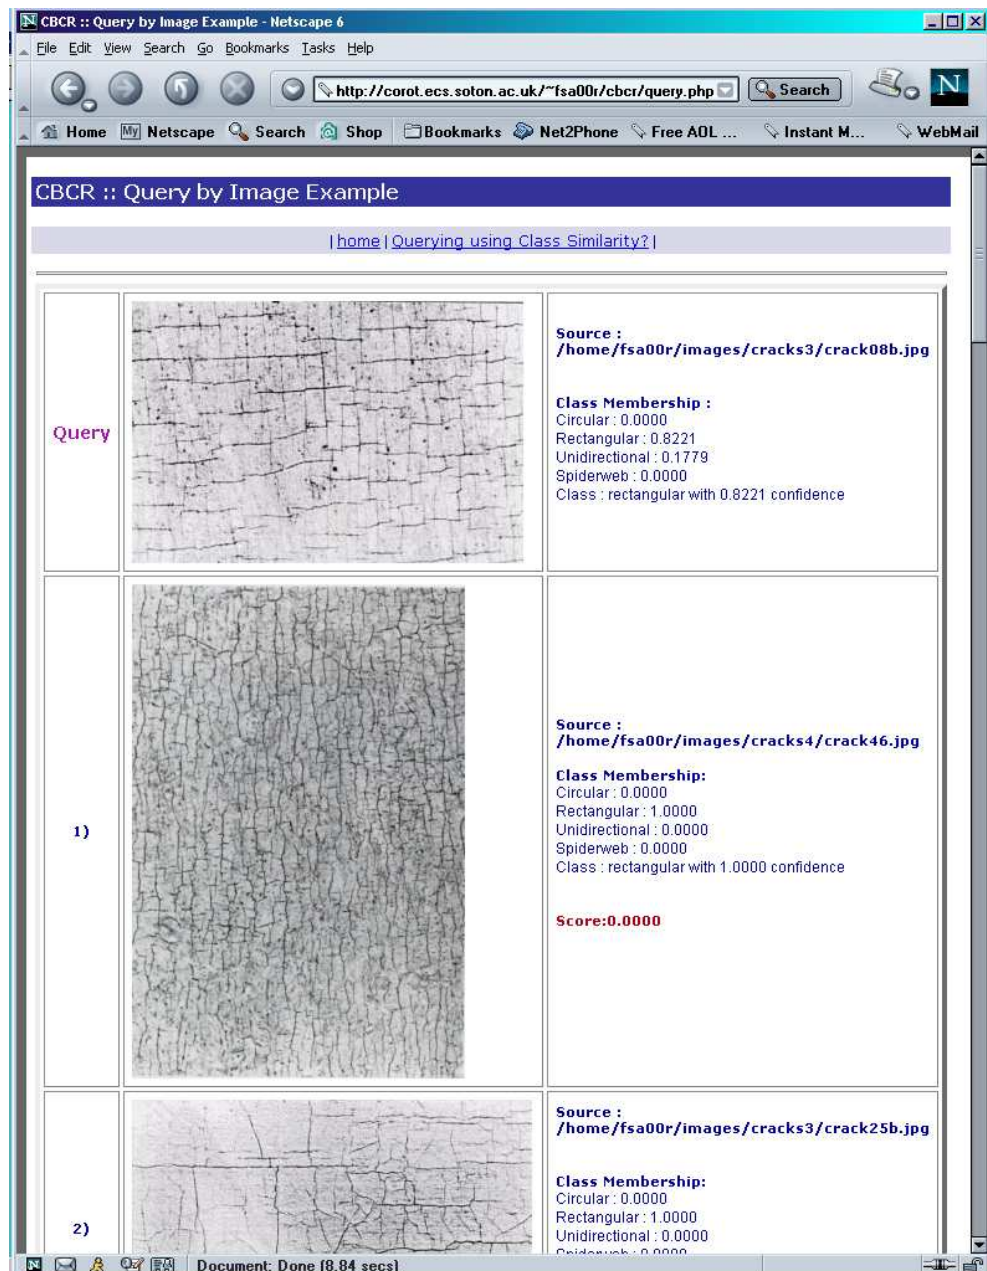 CBCR :: Query by Image Example - Netscape 6
File Edit View Search Go Bookmarks Tasks Help
http://corot.ecs.soton.ac.uk/~fsa00r/cbcr/query.php Search N
Home My Netscape Search Shop Bookmarks Net2Phone Free AOL ... Instant M... WebMail
CBCR :: Query by Image Example
| home | Querying using Class Similarity? |
Query
Source :
/home/fsa00r/images/cracks3/crack08b.jpg
Class Membership :
Circular : 0.0000
Rectangular : 0.8221
Unidirectional : 0.1779
Spiderweb : 0.0000
Class : rectangular with 0.8221 confidence
1)
Source :
/home/fsa00r/images/cracks4/crack46.jpg
Class Membership:
Circular : 0.0000
Rectangular : 1.0000
Unidirectional : 0.0000
Spiderweb : 0.0000
Class : rectangular with 1.0000 confidence
Score:0.0000
2)
Source :
/home/fsa00r/images/cracks3/crack25b.jpg
Class Membership:
Circular : 0.0000
Rectangular : 1.0000
Unidirectional : 0.0000
Spiderweb : 0.0000
Document: Done (8.84 secs)